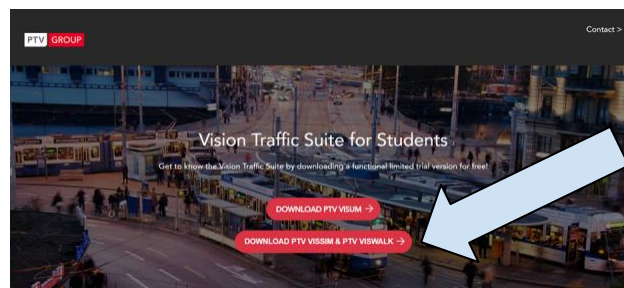 Contact >
PTV GROUP
Vision Traffic Suite for Students
Get to know the Vision Traffic Suite by downloading a functional limited trial version for free!
DOWNLOAD PTV VISUM →
DOWNLOAD PTV VISSIM & PTV VISWALK →